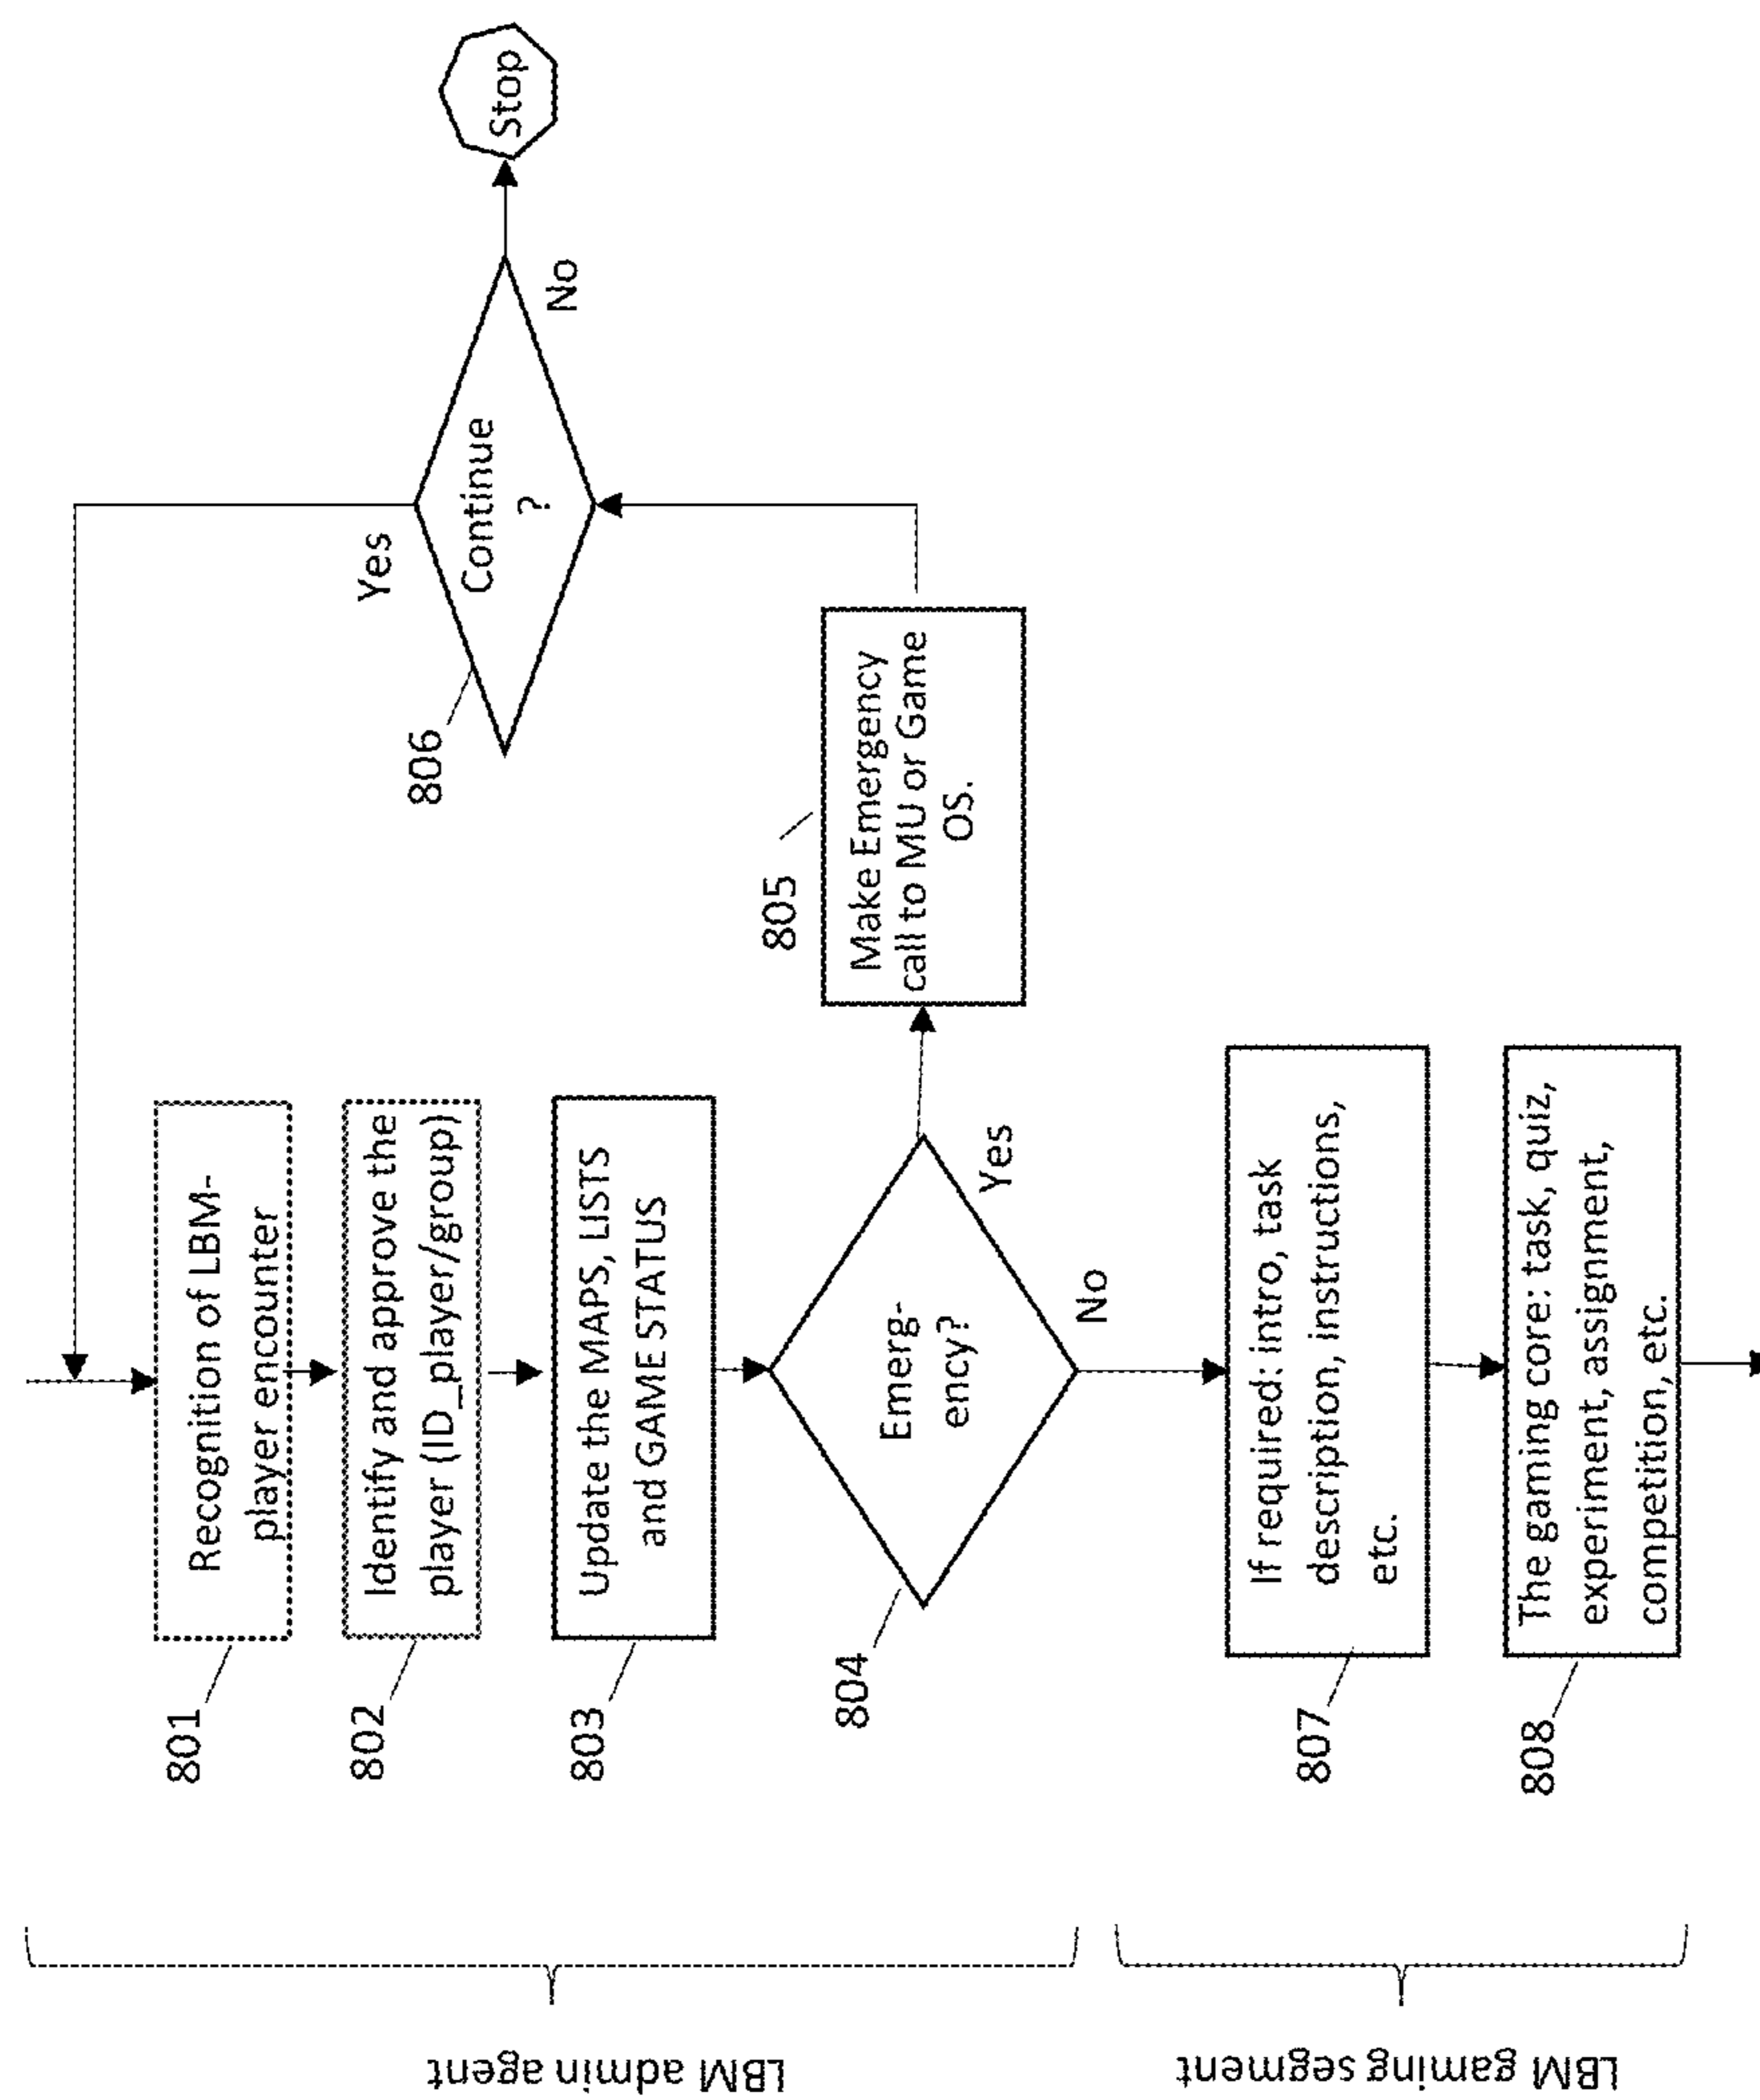 801
Recognition of LBM-
player encounter
802
Identify and approve the
player (ID_player/group)
803
Update the MAPS, LISTS
and GAME STATUS
804
Emerg-
ency?
Yes
No
805
Make Emergency
call to MU or Game
OS.
806
Continue
?
Yes
No
Stop
807
If required: intro, task
description, instructions,
etc.
808
The gaming core: task, quiz,
experiment, assignment,
competition, etc.
LBM admin agent
LBM gaming segment